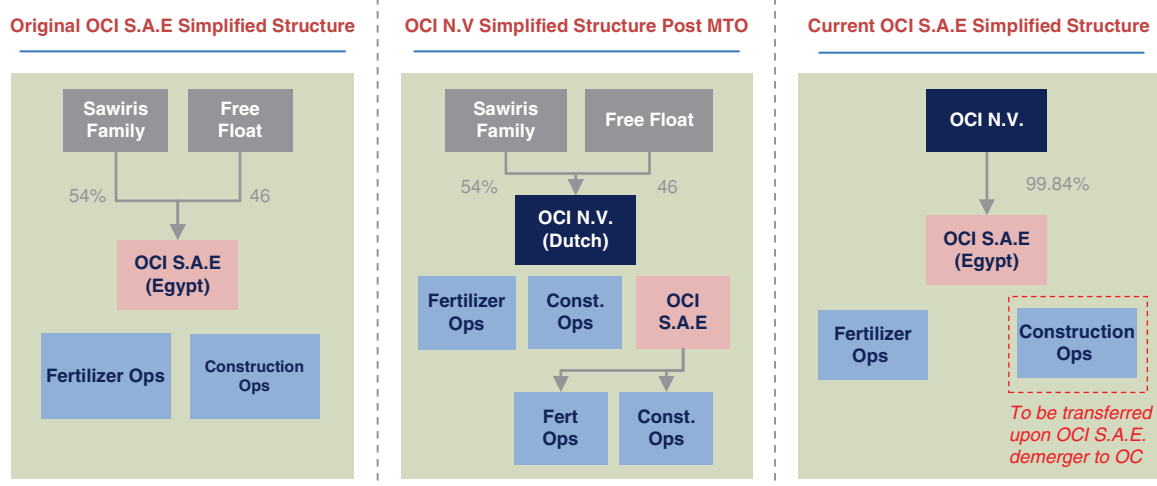 Original OCI S.A.E Simplified Structure
Sawiris
Family
Free
Float
54%
46
OCI S.A.E
(Egypt)
Fertilizer Ops
Construction
Ops
OCI N.V Simplified Structure Post MTO
Sawiris
Family
Free Float
54%
46
OCI N.V.
(Dutch)
Fertilizer
Ops
Const.
Ops
OCI
S.A.E
Fert
Ops
Const.
Ops
Current OCI S.A.E Simplified Structure
OCI N.V.
99.84%
OCI S.A.E
(Egypt)
Fertilizer
Ops
Construction
Ops
To be transferred
upon OCI S.A.E.
demerger to OC